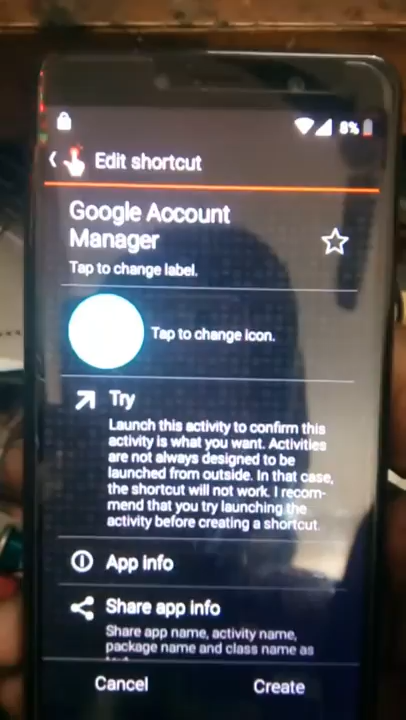 8%
Edit shortcut
Google Account
Manager
Tap to change label.
Tap to change icon.
Try
Launch this activity to confirm this
activity is what you want. Activities
are not always designed to be
launched from outside. In that case,
the shortcut will not work. I recom-
mend that you try launching the
activity before creating a shortcut.
App info
Share app info
Share app name, activity name,
package name and class name as
Cancel
Create